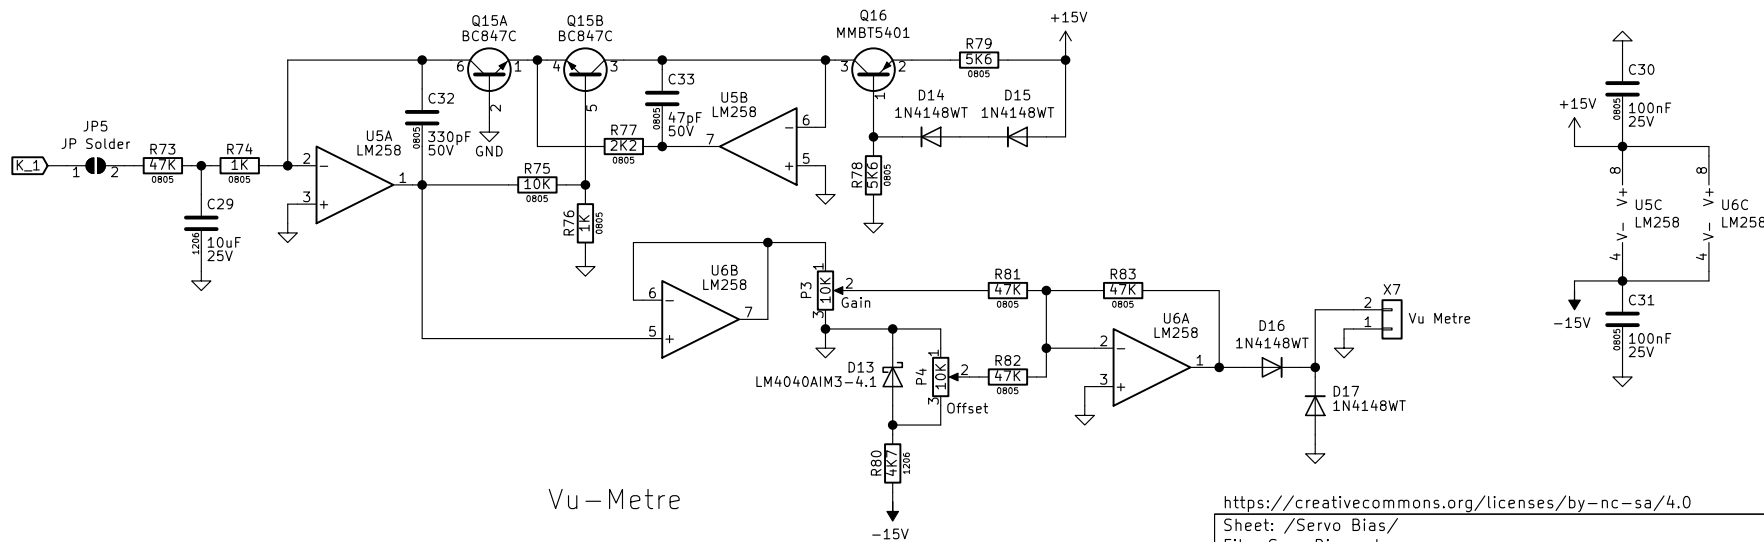 Q15A
BC847C
Q15B
BC847C
Q16
MMBT5401
+15V
6
1
2
4
3
5
3
2
1
R79
5K6
0805
C30
0805
100nF
25V
C32
0805
330pF
50V
C33
0805
47pF
50V
U5B
LM258
7
6
5
D14
1N4148WT
D15
1N4148WT
+15V
JP5
JP Solder
K_1
1
2
R73
47K
0805
R74
1K
0805
U5A
LM258
2
3
1
GND
R77
2K2
0805
R75
10K
0805
R78
5K6
0805
8
8
V+
V+
U5C
LM258
U6C
LM258
V-
V-
4
4
C29
1206
10uF
25V
R76
1K
0805
U6B
LM258
6
5
7
P3
10K
1
2
3
Gain
R81
47K
0805
R83
47K
0805
U6A
LM258
2
3
1
D16
1N4148WT
X7
2
1
Vu Metre
-15V
C31
0805
100nF
25V
D13
LM4040AIM3-4.1
P4
10K
1
2
3
Offset
R82
47K
0805
D17
1N4148WT
R80
4K7
1206
-15V
Vu-Metre
https://creativecommons.org/licenses/by-nc-sa/4.0
Sheet: /Servo Bias/